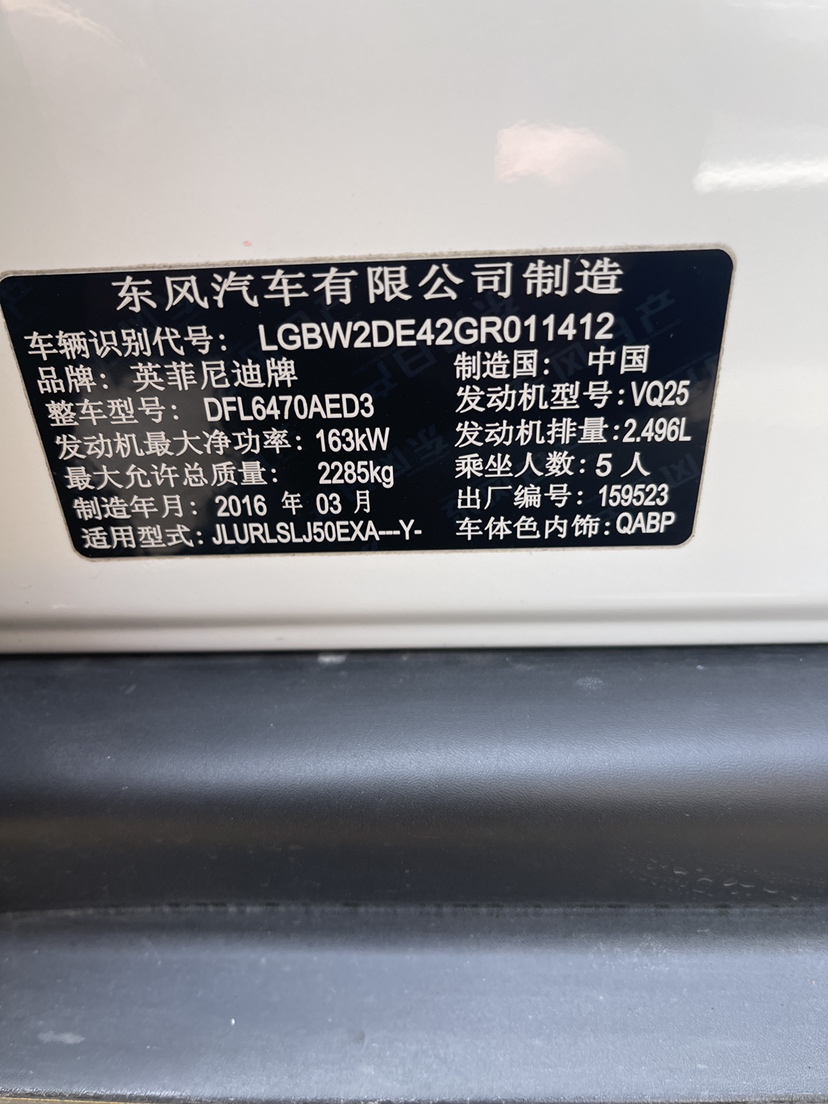 东风汽车有限公司制造
车辆识别代号: LGBW2DE42GR011412
品牌: 英菲尼迪牌 制造国: 中国
整车型号: DFL6470AED3 发动机型号: VQ25
发动机最大净功率: 163kW 发动机排量: 2.496L
最大允许总质量: 2285kg 乘坐人数: 5 人
制造年月: 2016 年 03 月 出厂编号: 159523
适用型式: JLURLSLJ50EXA---Y- 车体色内饰: QABP